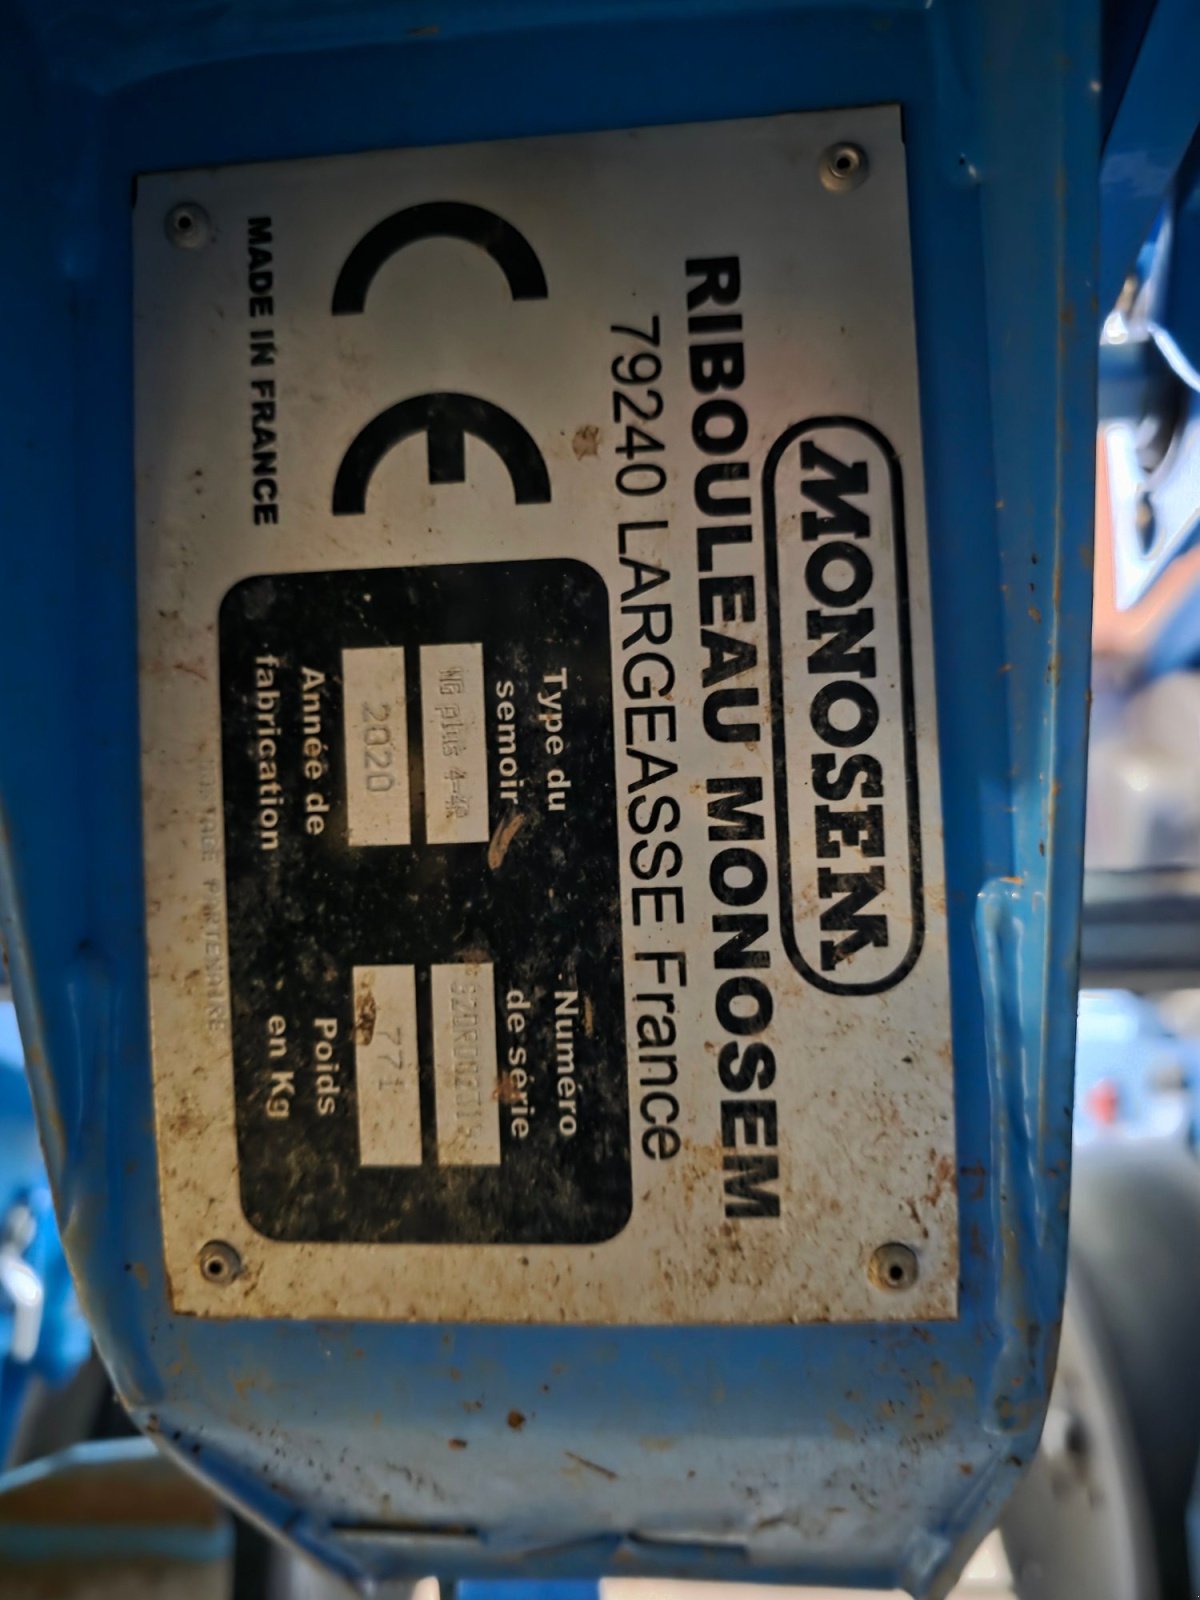 MONOSEM
RIBOULEAU MONOSEM
79240 LARGEASSE France
CE
MADE IN FRANCE
Type du
semoir
NG plus 4-4R
Année de
fabrication
2020
Numéro
de série
Poids
en Kg
771